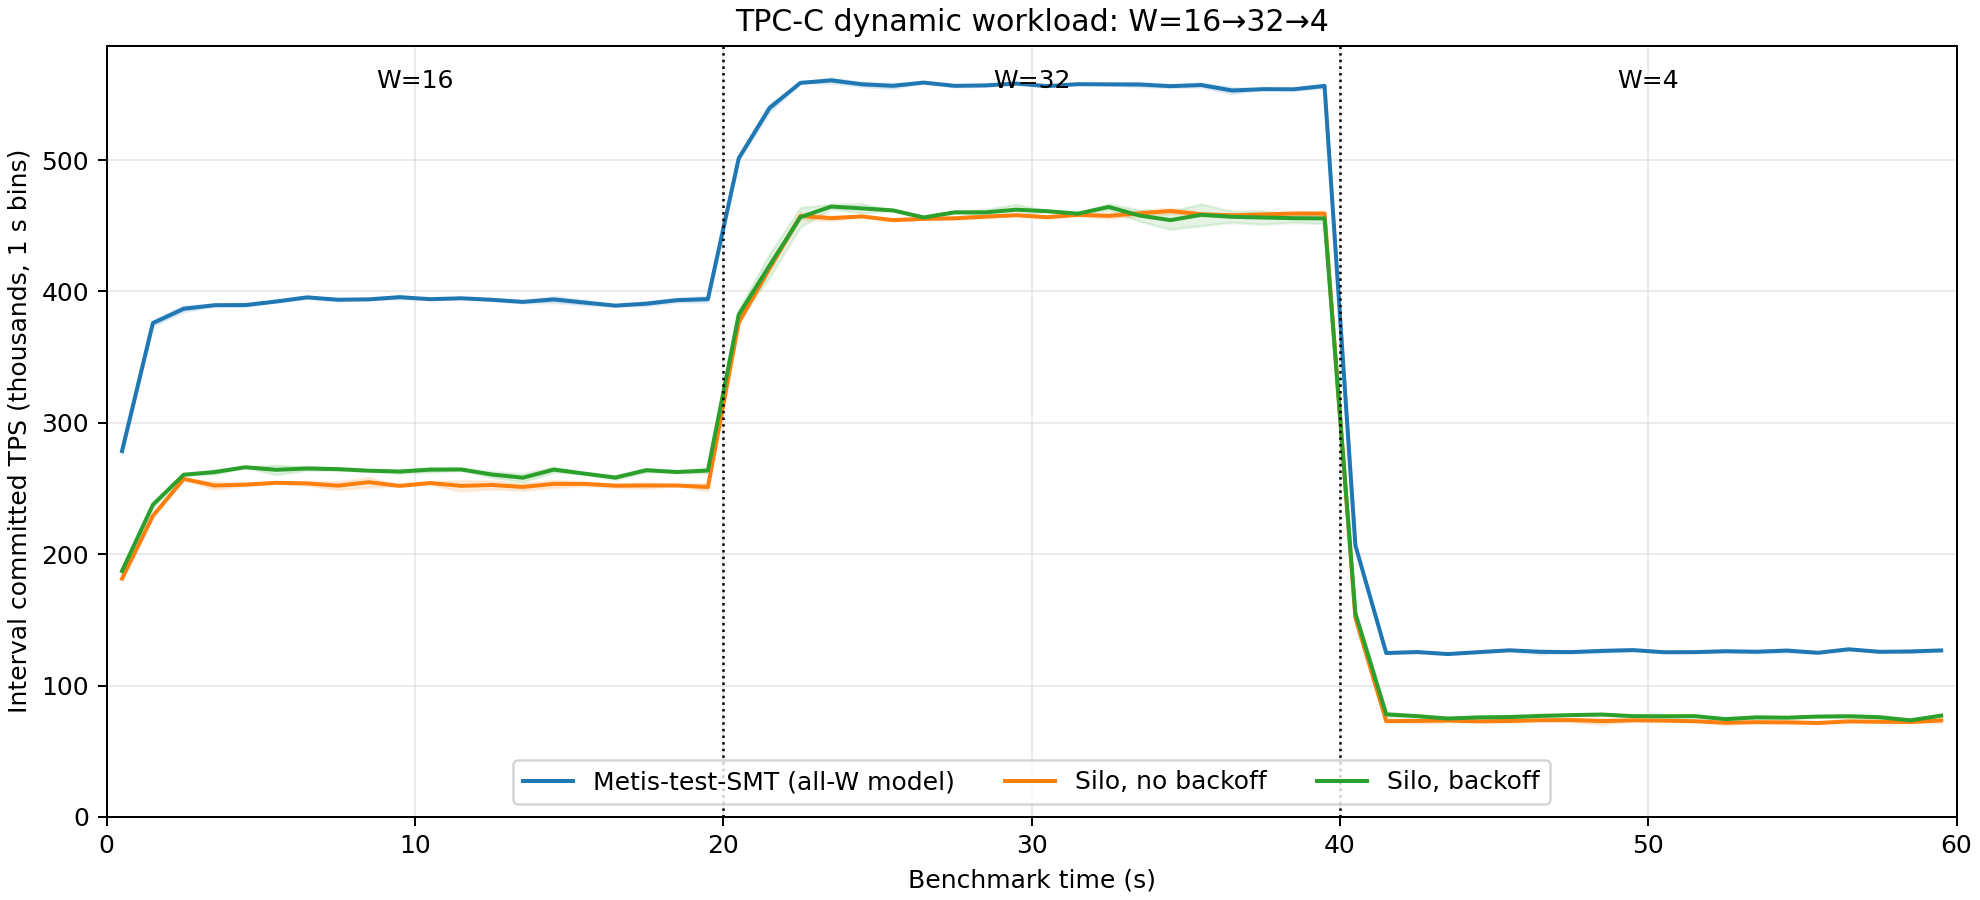 TPC-C dynamic workload: W=16→32→4
W=16
W=32
W=4
Interval committed TPS (thousands, 1 s bins)
500
400
300
200
100
0
Metis-test-SMT (all-W model)
Silo, no backoff
Silo, backoff
0
10
20
30
40
50
60
Benchmark time (s)